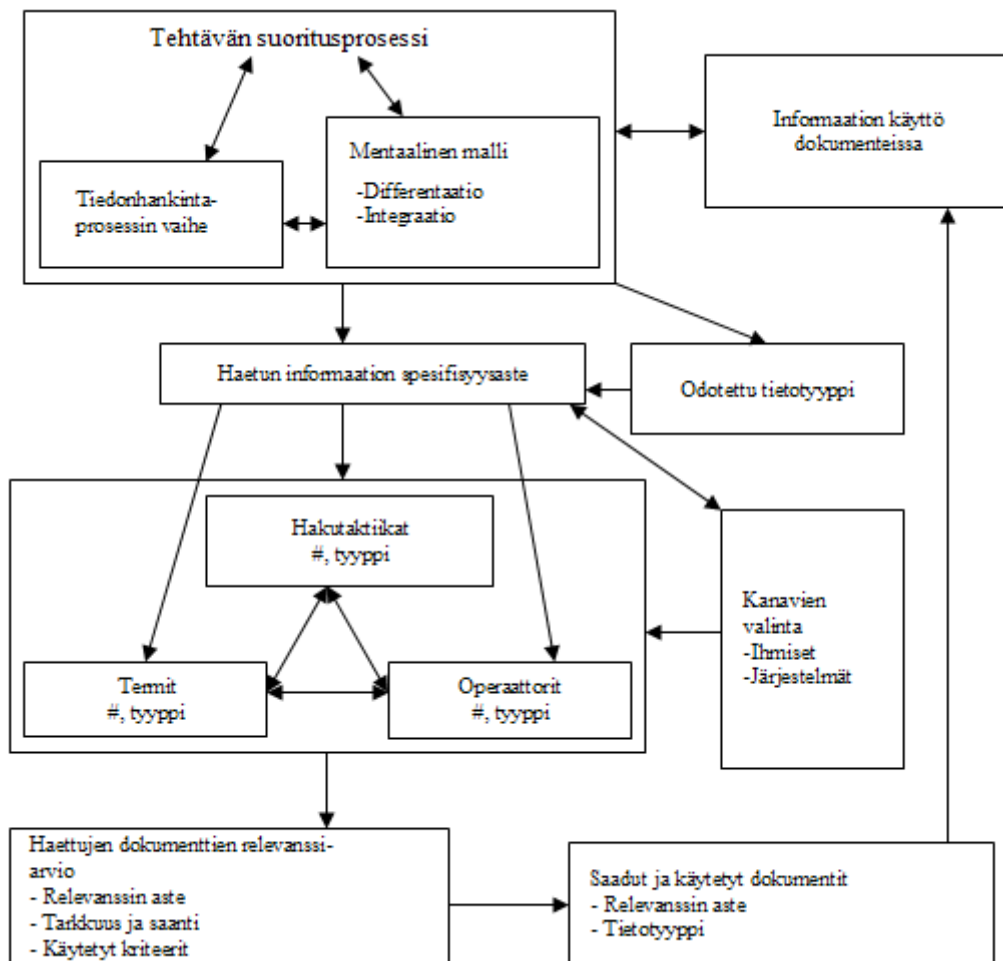 Tehtävän suoritusprosessi
Mentaalinen malli
-Differentaatio
-Integraatio
Tiedonhankinta-
prosessin vaihe
Informaation käyttö
dokumenteissa
Haetun informaation spesifisyysaste
Odotettu tietotyyppi
Hakutaktiikat
#, tyyppi
Termit
#, tyyppi
Operaattorit
#, tyyppi
Kanavien
valinta
-Ihmiset
-Järjestelmät
Haettujen dokumenttien relevanssi-
arvio
- Relevanssin aste
- Tarkkuus ja saanti
- Käytetyt kriteerit
Saadut ja käytetyt dokumentit
- Relevanssin aste
- Tietotyyppi